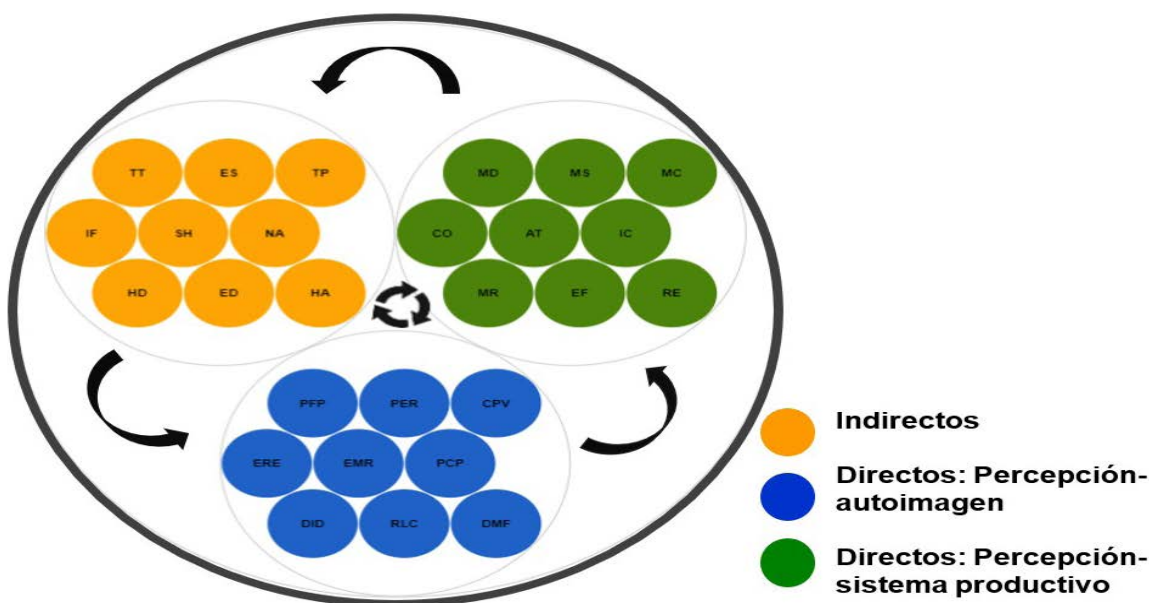 TT ES TP
IF SH NA
HD ED HA
MD MS MC
CO AT IC
MR EF RE
PFP PER CPV
ERE EMR PCP
DID RLC DMF
Indirectos
Directos: Percepción-
autoimagen
Directos: Percepción-
sistema productivo